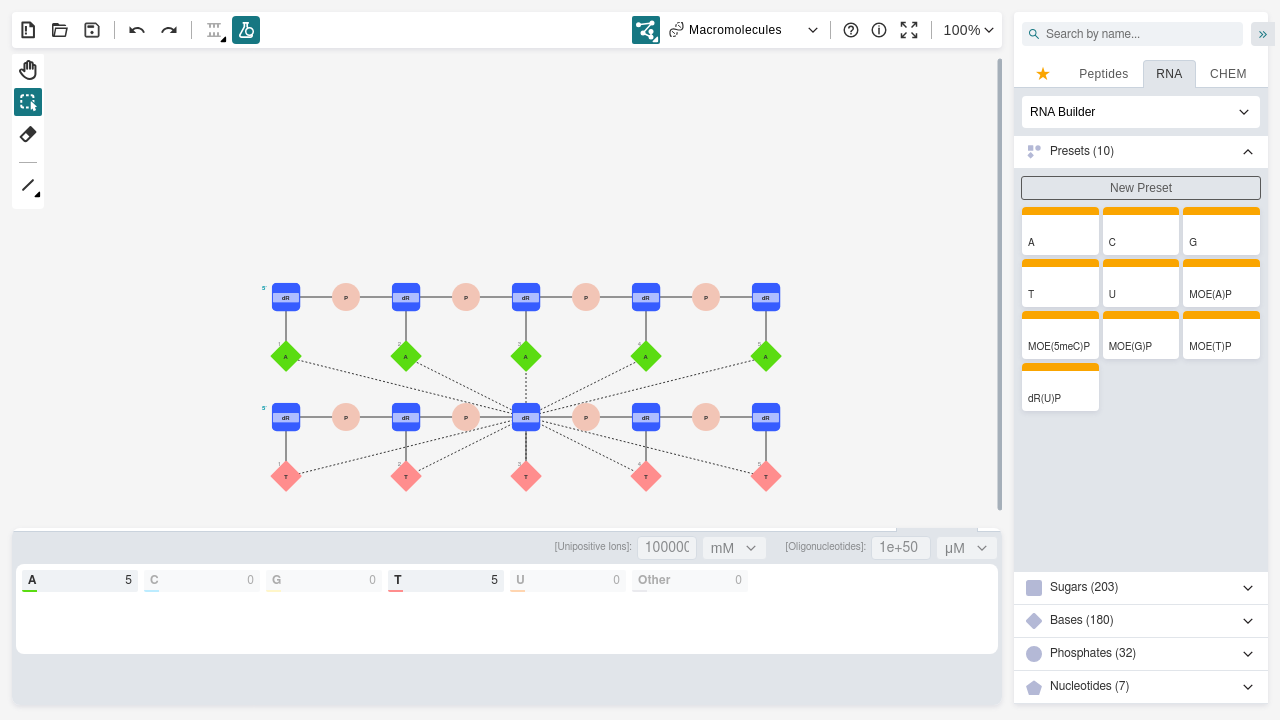 Macromolecules
100%
Search by name...
Peptides
RNA
CHEM
RNA Builder
Presets (10)
New Preset
A
C
G
T
U
MOE(A)P
MOE(5meC)P
MOE(G)P
MOE(T)P
dR(U)P
5' dR P dR P dR P dR P dR
1 A 2 A 3 A 4 A 5 A
5' dR P dR P dR P dR P dR
1 T 2 T 3 T 4 T 5 T
[Unipositive Ions]: 100000 mM [Oligonucleotides]: 1e+50 μM
A 5 C 0 G 0 T 5 U 0 Other 0
Sugars (203)
Bases (180)
Phosphates (32)
Nucleotides (7)